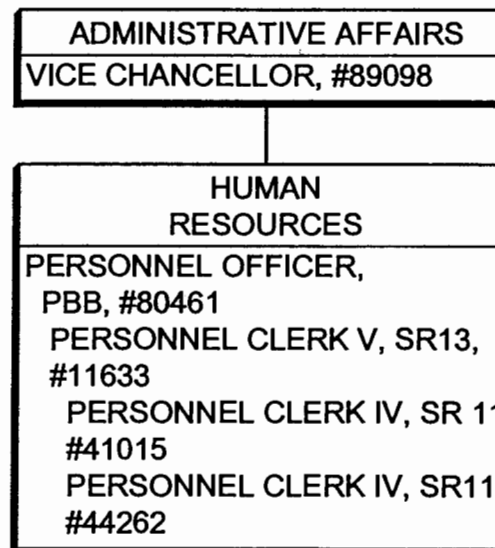 ADMINISTRATIVE AFFAIRS
VICE CHANCELLOR, #89098
HUMAN
RESOURCES
PERSONNEL OFFICER,
PBB, #80461
PERSONNEL CLERK V, SR13,
#11633
PERSONNEL CLERK IV, SR 11
#41015
PERSONNEL CLERK IV, SR11
#44262